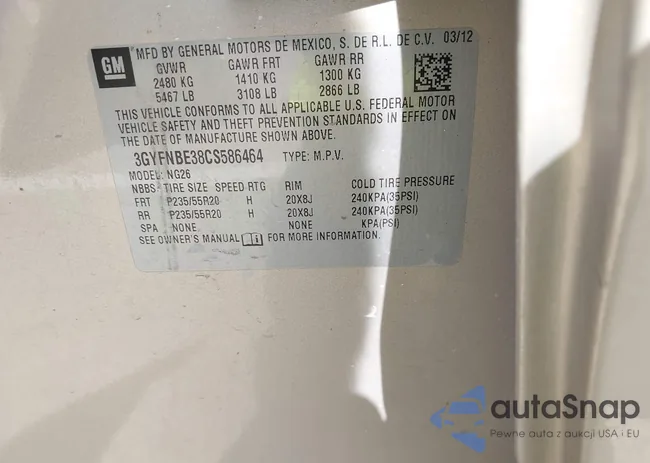 GM
MFD BY GENERAL MOTORS DE MEXICO, S. DE R.L. DE C.V. 03/12
GVWR GAWR FRT GAWR RR
2480 KG 1410 KG 1300 KG
5467 LB 3108 LB 2866 LB
THIS VEHICLE CONFORMS TO ALL APPLICABLE U.S. FEDERAL MOTOR
VEHICLE SAFETY AND THEFT PREVENTION STANDARDS IN EFFECT ON
THE DATE OF MANUFACTURE SHOWN ABOVE.
3GYFNBE38CS586464 TYPE: M.P.V.
MODEL: NG26
NBBS TIRE SIZE SPEED RTG RIM COLD TIRE PRESSURE
FRT P235/55R20 H 20X8J 240KPA(35PSI)
RR P235/55R20 H 20X8J 240KPA(35PSI)
SPA NONE. NONE KPA(PSI)
SEE OWNER'S MANUAL FOR MORE INFORMATION.
autaSnap
Pewne auta z aukcji USA i EU